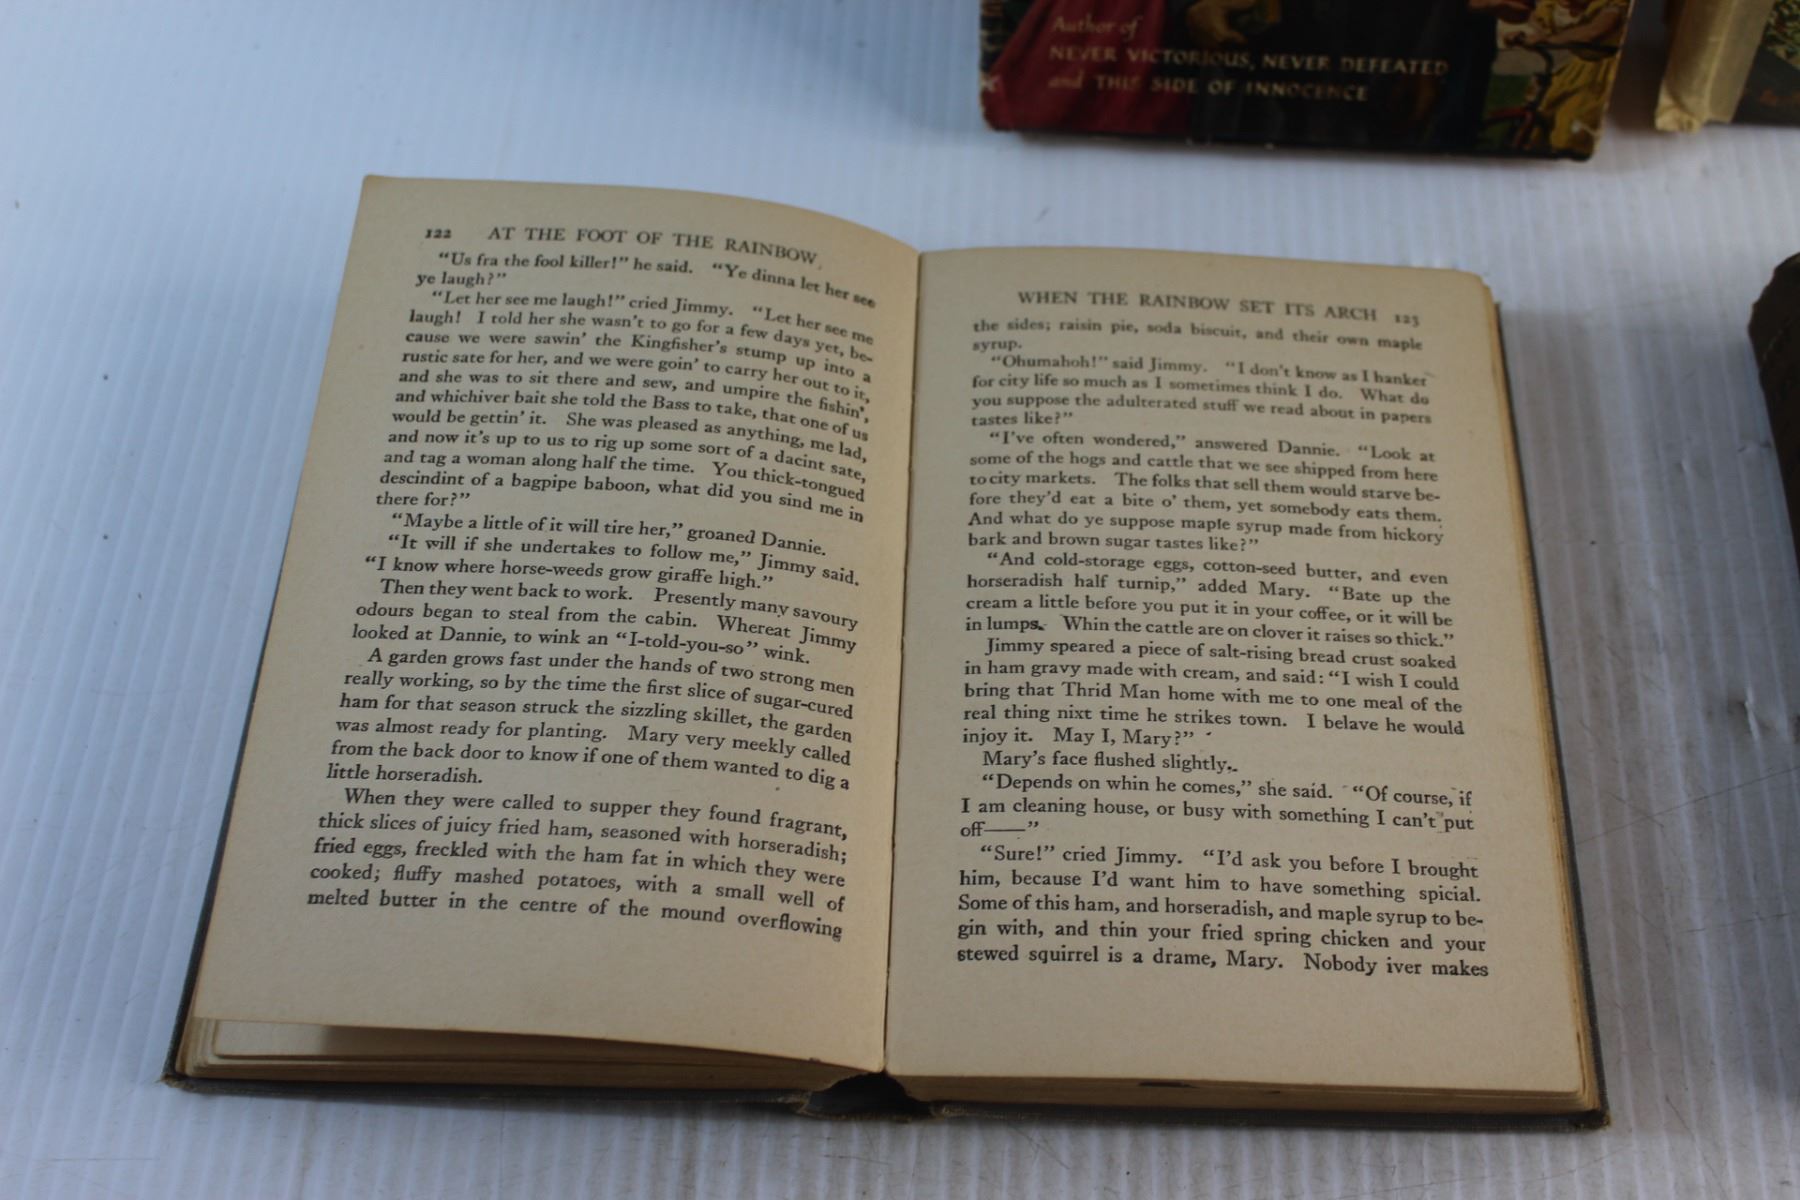 Author of
NEVER VICTORIOUS, NEVER DEFEATED
and THIS SIDE OF INNOCENCE
122 AT THE FOOT OF THE RAINBOW
"Us fra the fool killer!" he said. "Ye dinna let her see
ye laugh?"
"Let her see me laugh!" cried Jimmy. "Let her see me
laugh! I told her she wasn't to go for a few days yet, be-
cause we were sawin' the Kingfisher's stump up into a
rustic sate for her, and we were goin' to carry her out to it,
and she was to sit there and sew, and umpire the fishin',
and whichiver bait she told the Bass to take, that one of us
would be gettin' it. She was pleased as anything, me lad,
and now it's up to us to rig up some sort of a dacint sate,
and tag a woman along half the time. You thick-tongued
descindint of a bagpipe baboon, what did you sind me in
there for?"
"Maybe a little of it will tire her," groaned Dannie.
"It will if she undertakes to follow me," Jimmy said.
"I know where horse-weeds grow giraffe high."
Then they went back to work. Presently many savoury
odours began to steal from the cabin. Whereat Jimmy
looked at Dannie, to wink an "I-told-you-so" wink.
A garden grows fast under the hands of two strong men
really working, so by the time the first slice of sugar-cured
ham for that season struck the sizzling skillet, the garden
was almost ready for planting. Mary very meekly called
from the back door to know if one of them wanted to dig a
little horseradish.
When they were called to supper they found fragrant,
thick slices of juicy fried ham, seasoned with horseradish;
fried eggs, freckled with the ham fat in which they were
cooked; fluffy mashed potatoes, with a small well of
melted butter in the centre of the mound overflowing
WHEN THE RAINBOW SET ITS ARCH 123
the sides; raisin pie, soda biscuit, and their own maple
syrup.
"Ohumahoh!" said Jimmy. "I don't know as I hanker
for city life so much as I sometimes think I do. What do
you suppose the adulterated stuff we read about in papers
tastes like?"
"I've often wondered," answered Dannie. "Look at
some of the hogs and cattle that we see shipped from here
to city markets. The folks that sell them would starve be-
fore they'd eat a bite o' them, yet somebody eats them.
And what do ye suppose maple syrup made from hickory
bark and brown sugar tastes like?"
"And cold-storage eggs, cotton-seed butter, and even
horseradish half turnip," added Mary. "Bate up the
cream a little before you put it in your coffee, or it will be
in lumps. Whin the cattle are on clover it raises so thick."
Jimmy speared a piece of salt-rising bread crust soaked
in ham gravy made with cream, and said: "I wish I could
bring that Thrid Man home with me to one meal of the
real thing nixt time he strikes town. I belave he would
injoy it. May I, Mary?"
Mary's face flushed slightly.
"Depends on whin he comes," she said. "Of course, if
I am cleaning house, or busy with something I can't put
off——"
"Sure!" cried Jimmy. "I'd ask you before I brought
him, because I'd want him to have something spicial.
Some of this ham, and horseradish, and maple syrup to be-
gin with, and thin your fried spring chicken and your
stewed squirrel is a drame, Mary. Nobody iver makes